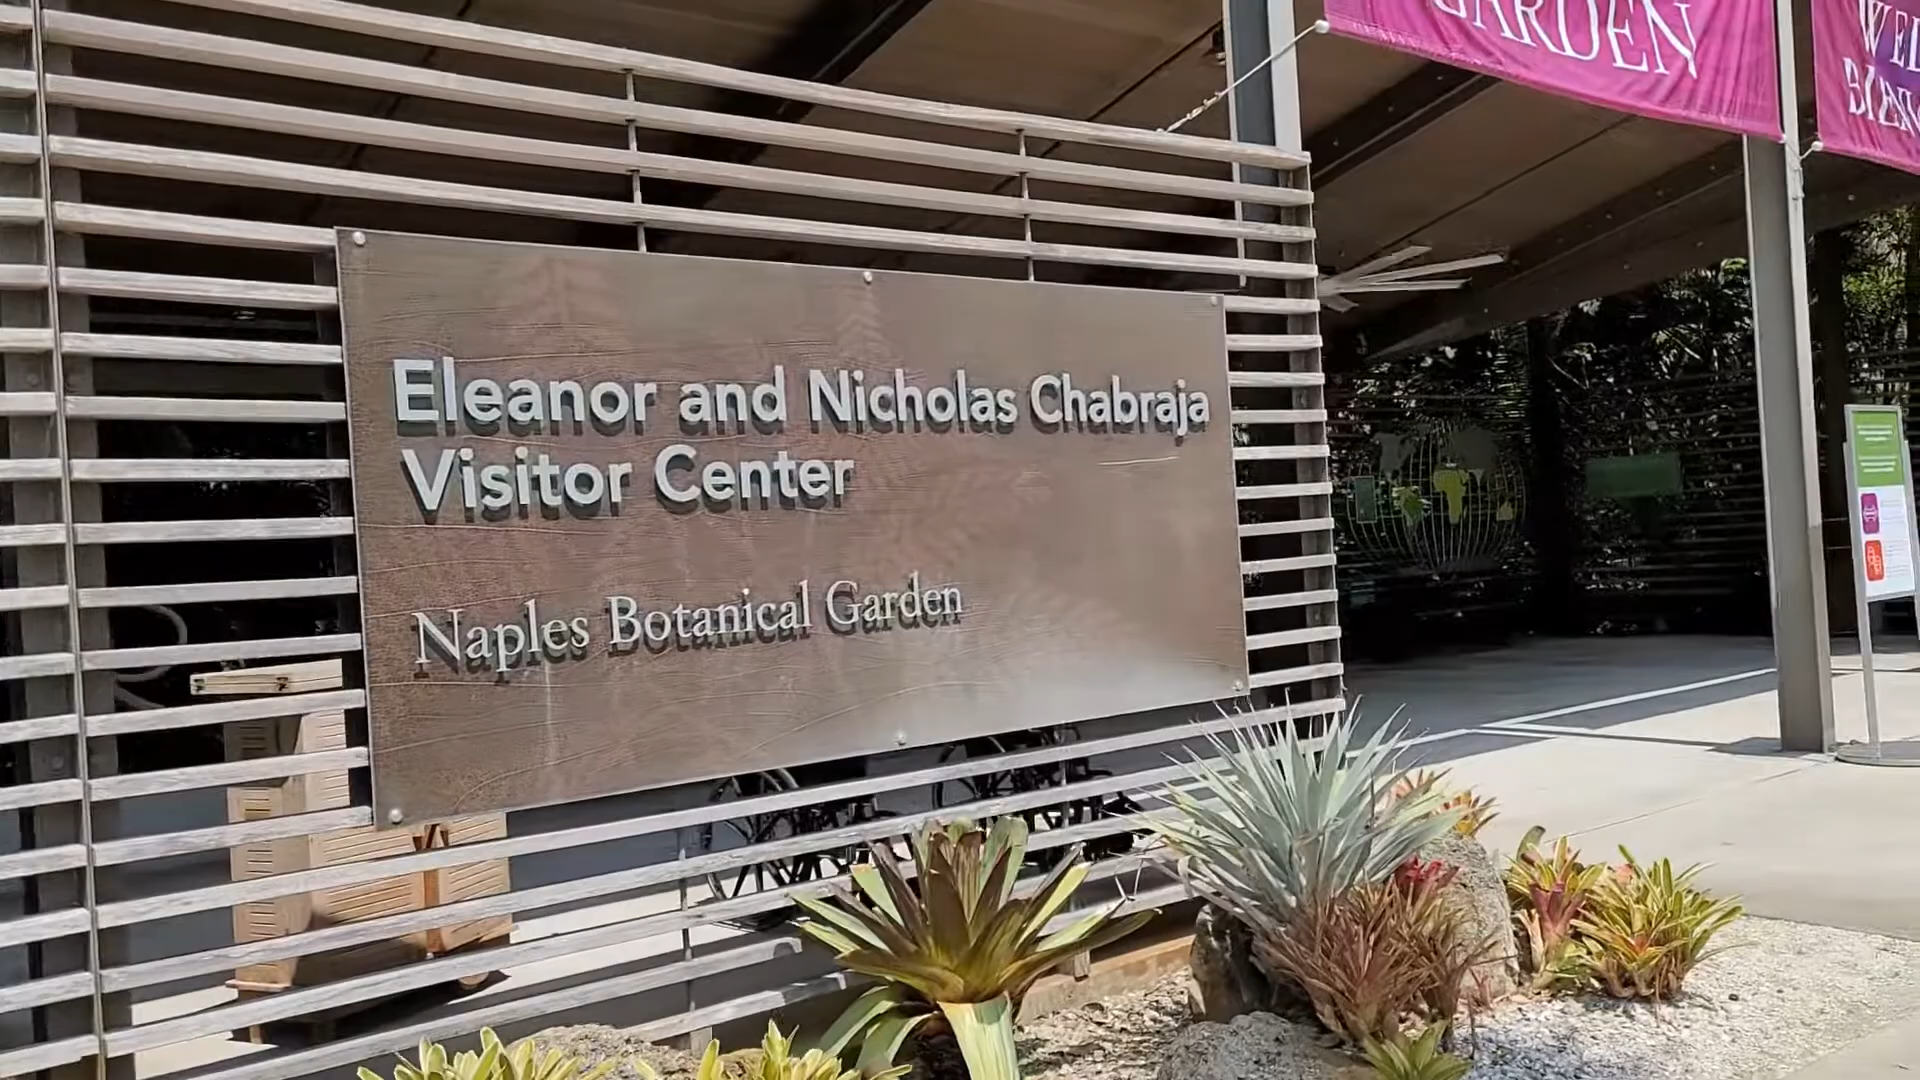 GARDEN
Eleanor and Nicholas Chabraja
Visitor Center
Naples Botanical Garden